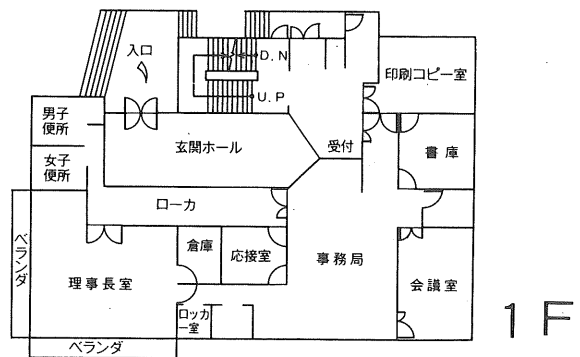 入口
D.N
U.P
印刷コピー室
男子
便所
玄関ホール
受付
書庫
女子
便所
ローカ
ベランダ
理事長室
倉庫
応接室
事務局
会議室
ロッカ
ー室
ベランダ
1F